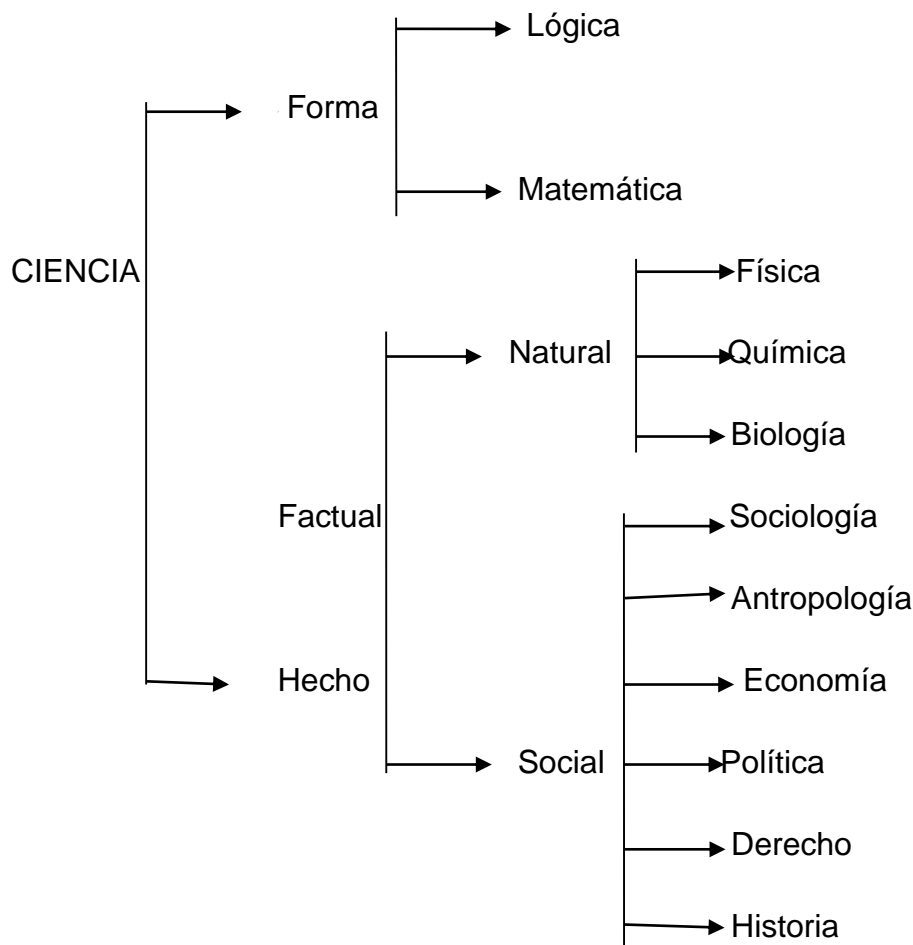 Lógica
Forma
Matemática
CIENCIA
Física
Natural
Química
Biología
Factual
Sociología
Antropología
Hecho
Economía
Social
Política
Derecho
Historia